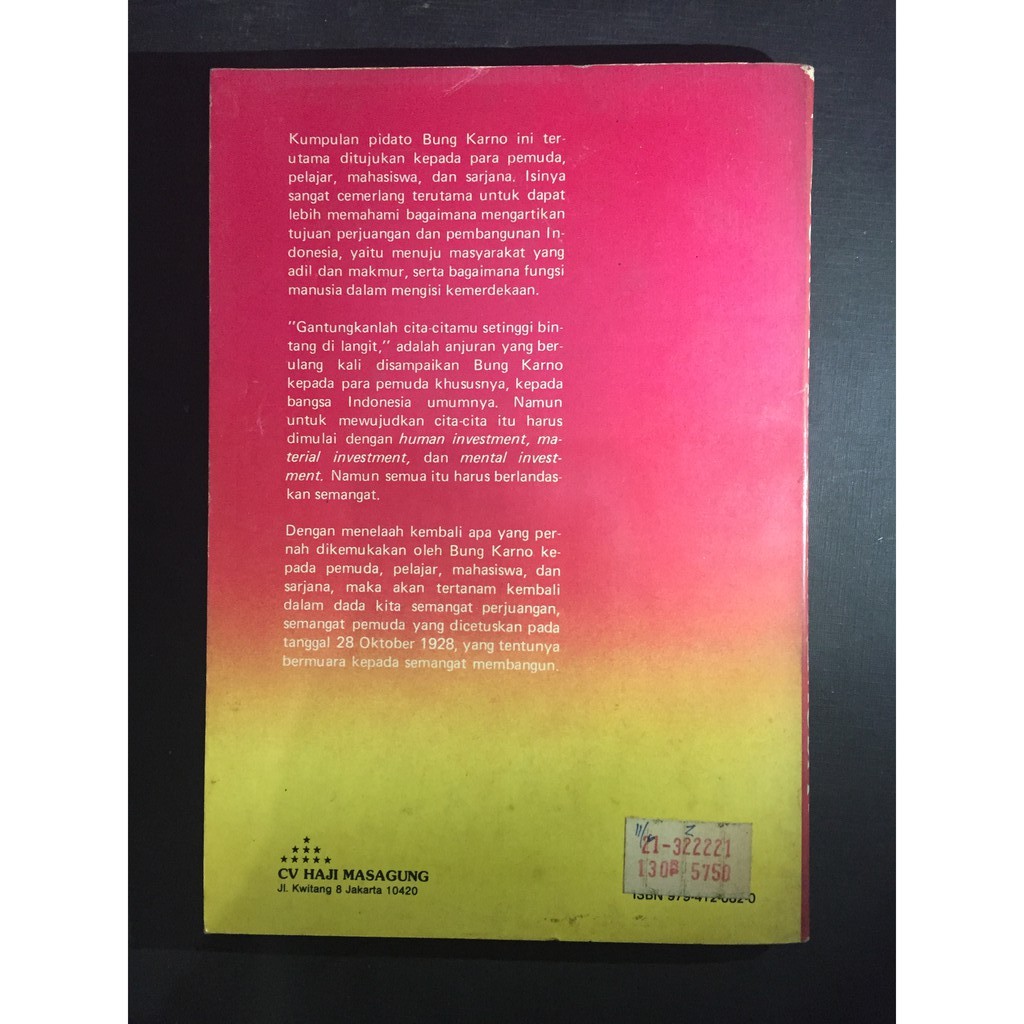 Kumpulan pidato Bung Karno ini ter-
utama ditujukan kepada para pemuda,
pelajar, mahasiswa, dan sarjana. Isinya
sangat cemerlang terutama untuk dapat
lebih memahami bagaimana mengartikan
tujuan perjuangan dan pembangunan In-
donesia, yaitu menuju masyarakat yang
adil dan makmur, serta bagaimana fungsi
manusia dalam mengisi kemerdekaan.
"Gantungkanlah cita-citamu setinggi bin-
tang di langit," adalah anjuran yang ber-
ulang kali disampaikan Bung Karno
kepada para pemuda khususnya, kepada
bangsa Indonesia umumnya. Namun
untuk mewujudkan cita-cita itu harus
dimulai dengan human investment, ma-
terial investment, dan mental invest-
ment. Namun semua itu harus berlandas-
kan semangat.
Dengan menelaah kembali apa yang per-
nah dikemukakan oleh Bung Karno ke-
pada pemuda, pelajar, mahasiswa, dan
sarjana, maka akan tertanam kembali
dalam dada kita semangat perjuangan,
semangat pemuda yang dicetuskan pada
tanggal 28 Oktober 1928, yang tentunya
bermuara kepada semangat membangun.
CV HAJI MASAGUNG
Jl. Kwitang 8 Jakarta 10420
21-322221
5750
ISBN